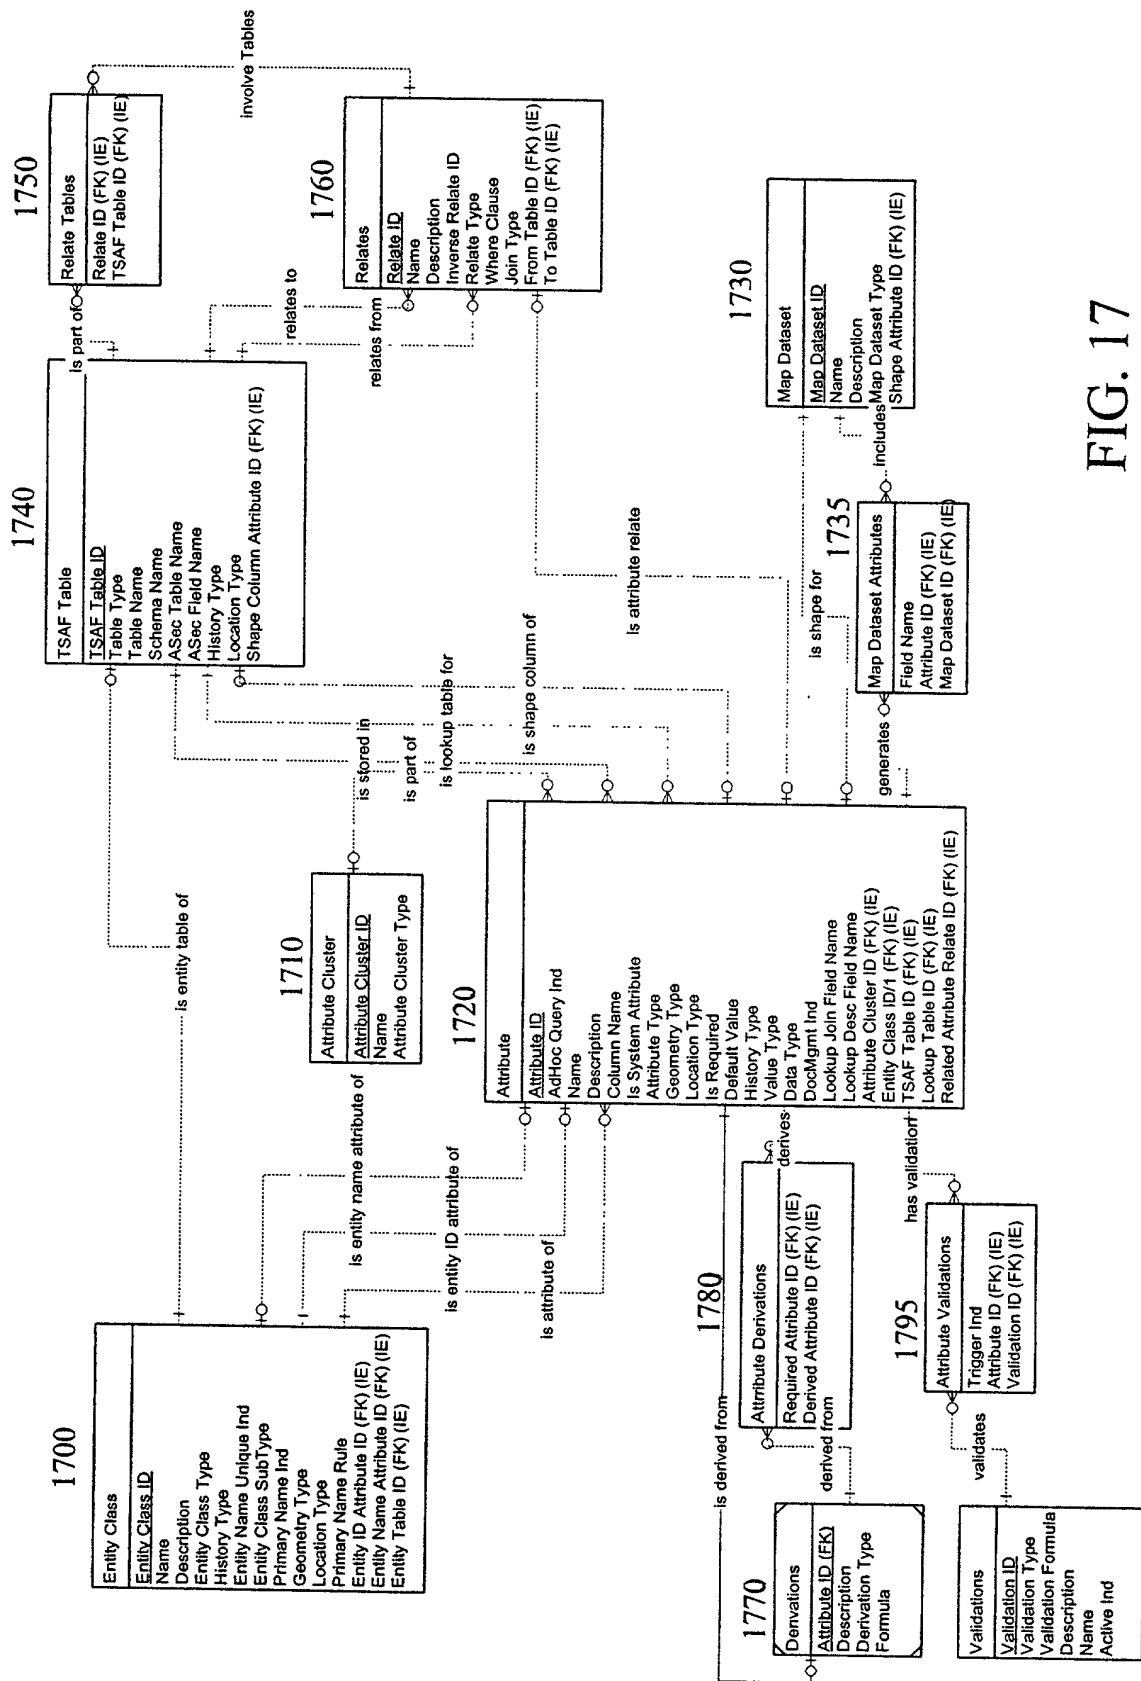 1700
Entity Class
Entity Class ID
Name
Description
Entity Class Type
History Type
Entity Name Unique Ind
Entity Class SubType
Primary Name Ind
Geometry Type
Location Type
Primary Name Rule
Entity ID Attribute ID (FK) (IE)
Entity Name Attribute ID (FK) (IE)
Entity Table ID (FK) (IE)
is entity table of
1740
TSAF Table
TSAF Table ID
Table Type
Table Name
Schema Name
ASec Table Name
ASec Field Name
History Type
Location Type
Shape Column Attribute ID (FK) (IE)
is part of
1750
Relate Tables
Relate ID (FK) (IE)
TSAF Table ID (FK) (IE)
involve Tables
relates to
relates from
1760
Relates
Relate ID
Name
Description
Inverse Relate ID
Relate Type
Where Clause
Join Type
From Table ID (FK) (IE)
To Table ID (FK) (IE)
1710
Attribute Cluster
Attribute Cluster ID
Name
Attribute Cluster Type
is stored in
is part of
is lookup table for
is shape column of
Is attribute relate
is entity name attribute of
is entity ID attribute of
is attribute of
1720
Attribute
Attribute ID
AdHoc Query Ind
Name
Description
Column Name
Is System Attribute
Attribute Type
Geometry Type
Location Type
Is Required
Default Value
History Type
Value Type
Data Type
DocMgmt Ind
Lookup Join Field Name
Lookup Desc Field Name
Attribute Cluster ID (FK) (IE)
Entity Class ID/1 (FK) (IE)
TSAF Table ID (FK) (IE)
Lookup Table ID (FK) (IE)
Related Attribute Relate ID (FK) (IE)
1730
Map Dataset
Map Dataset ID
Name
Description
Map Dataset Type
Shape Attribute ID (FK) (IE)
is shape for
includes
1735
Map Dataset Attributes
Field Name
Attribute ID (FK) (IE)
Map Dataset ID (FK) (IE)
generates
1780
Attrribute Derivations
Required Attribute ID (FK) (IE)
Derived Attribute ID (FK) (IE)
derives
is derived from
derived from
1770
Derivations
Attribute ID (FK)
Description
Derivation Type
Formula
1795
Attribute Validations
Trigger Ind
Attribute ID (FK) (IE)
Validation ID (FK) (IE)
has validation
validates
Validations
Validation ID
Validation Type
Validation Formula
Description
Name
Active Ind
FIG. 17